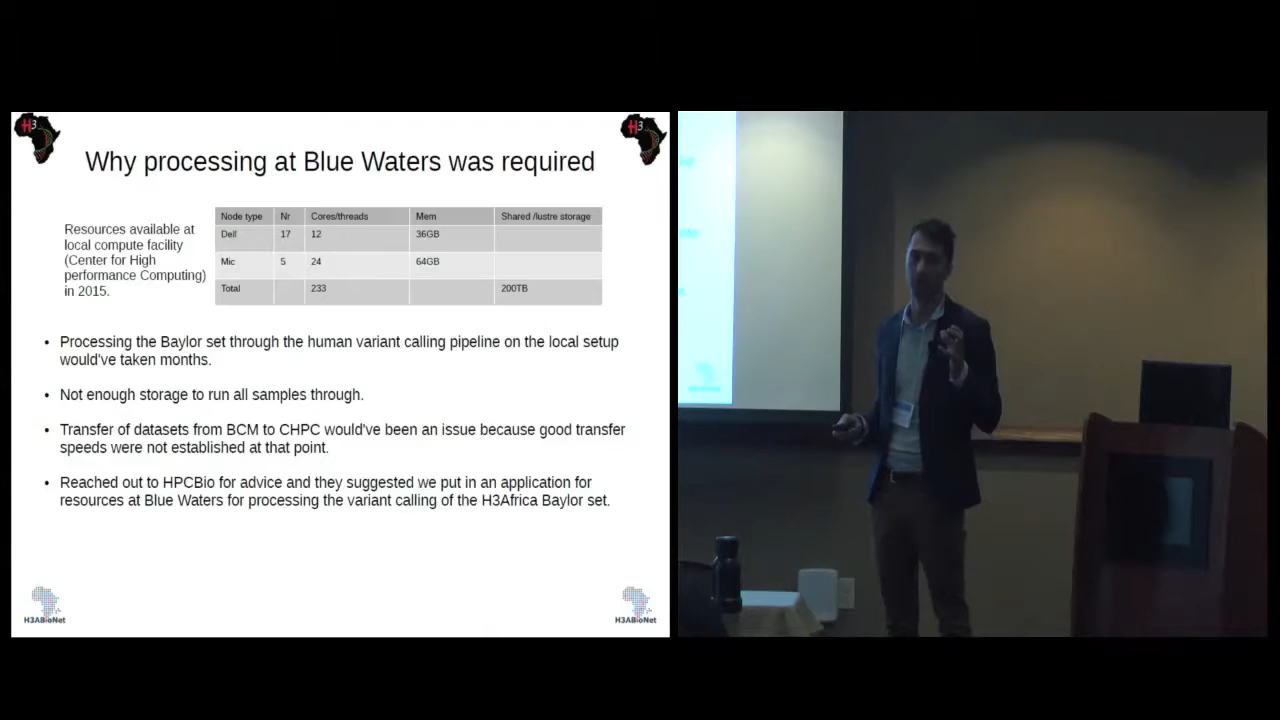 H3
H3
Why processing at Blue Waters was required
Resources available at
local compute facility
(Center for High
performance Computing)
in 2015.
Node type Nr Cores/threads Mem Shared /lustre storage
Dell 17 12 36GB
Mic 5 24 64GB
Total 233 200TB
• Processing the Baylor set through the human variant calling pipeline on the local setup
would've taken months.
• Not enough storage to run all samples through.
• Transfer of datasets from BCM to CHPC would've been an issue because good transfer
speeds were not established at that point.
• Reached out to HPCBio for advice and they suggested we put in an application for
resources at Blue Waters for processing the variant calling of the H3Africa Baylor set.
H3ABioNet
H3ABioNet